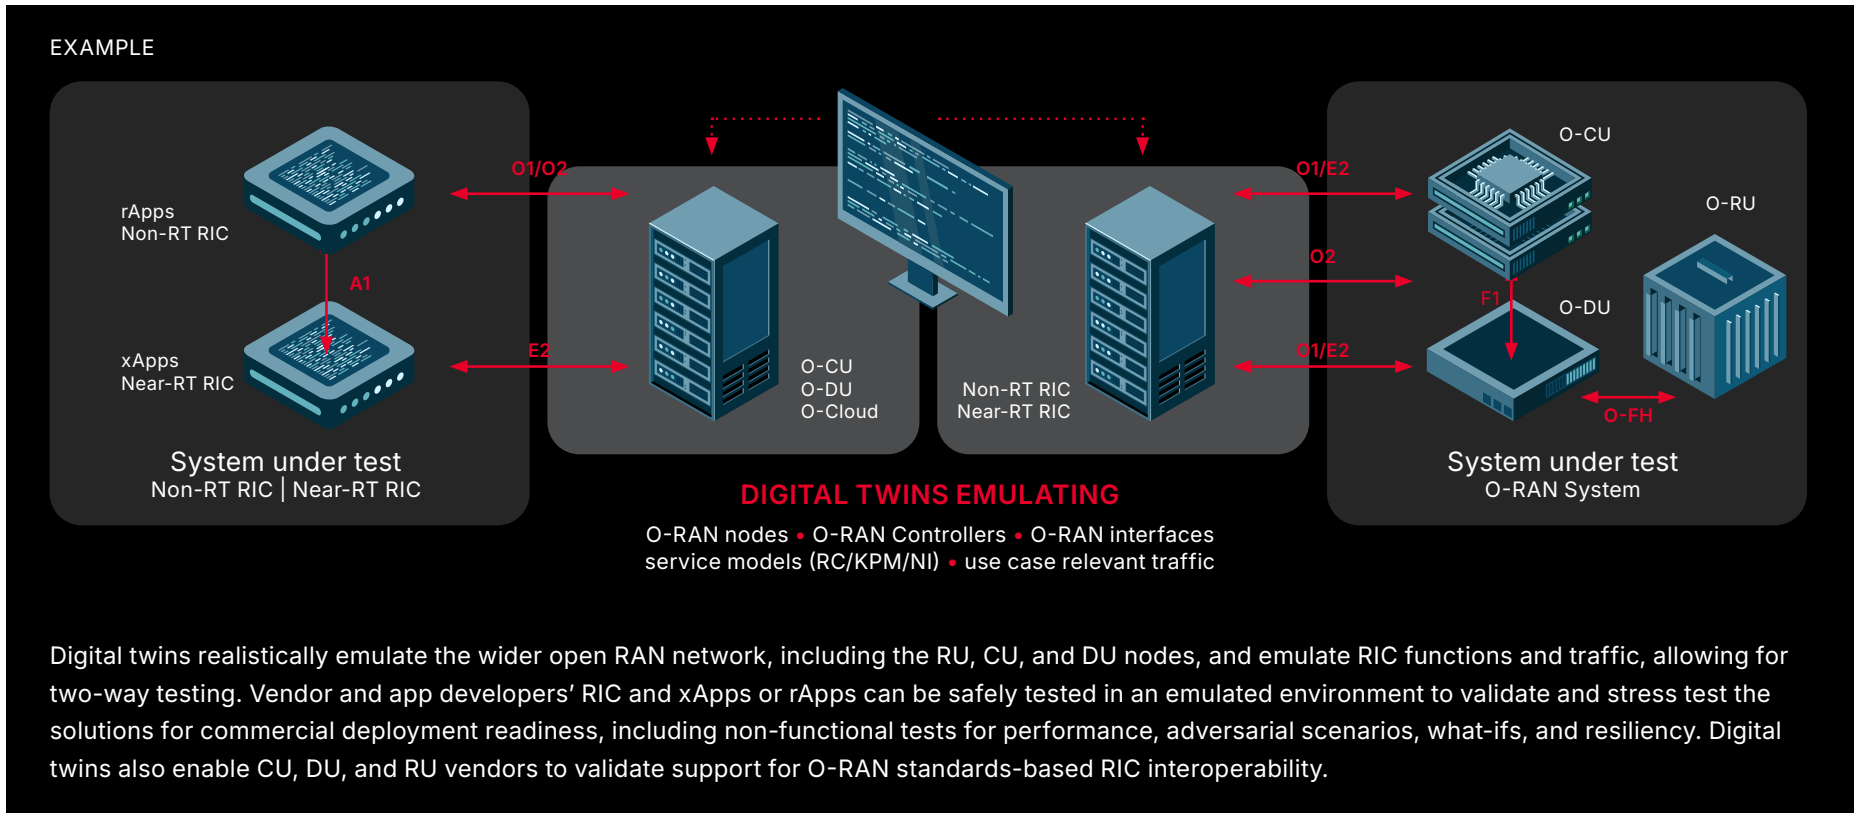 EXAMPLE
rApps
Non-RT RIC
A1
xApps
Near-RT RIC
System under test
Non-RT RIC | Near-RT RIC
O1/O2
E2
O-CU
O-DU
O-Cloud
Non-RT RIC
Near-RT RIC
DIGITAL TWINS EMULATING
O-RAN nodes • O-RAN Controllers • O-RAN interfaces
service models (RC/KPM/NI) • use case relevant traffic
O1/E2
O2
O1/E2
O-CU
O-RU
F1
O-DU
O-FH
System under test
O-RAN System
Digital twins realistically emulate the wider open RAN network, including the RU, CU, and DU nodes, and emulate RIC functions and traffic, allowing for
two-way testing. Vendor and app developers’ RIC and xApps or rApps can be safely tested in an emulated environment to validate and stress test the
solutions for commercial deployment readiness, including non-functional tests for performance, adversarial scenarios, what-ifs, and resiliency. Digital
twins also enable CU, DU, and RU vendors to validate support for O-RAN standards-based RIC interoperability.